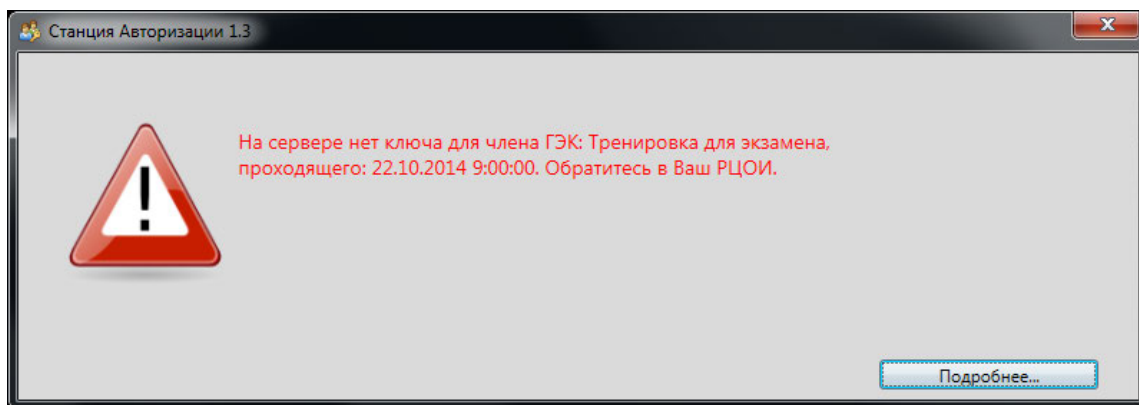 Станция Авторизации 1.3
На сервере нет ключа для члена ГЭК: Тренировка для экзамена,
проходящего: 22.10.2014 9:00:00. Обратитесь в Ваш РЦОИ.
Подробнее...